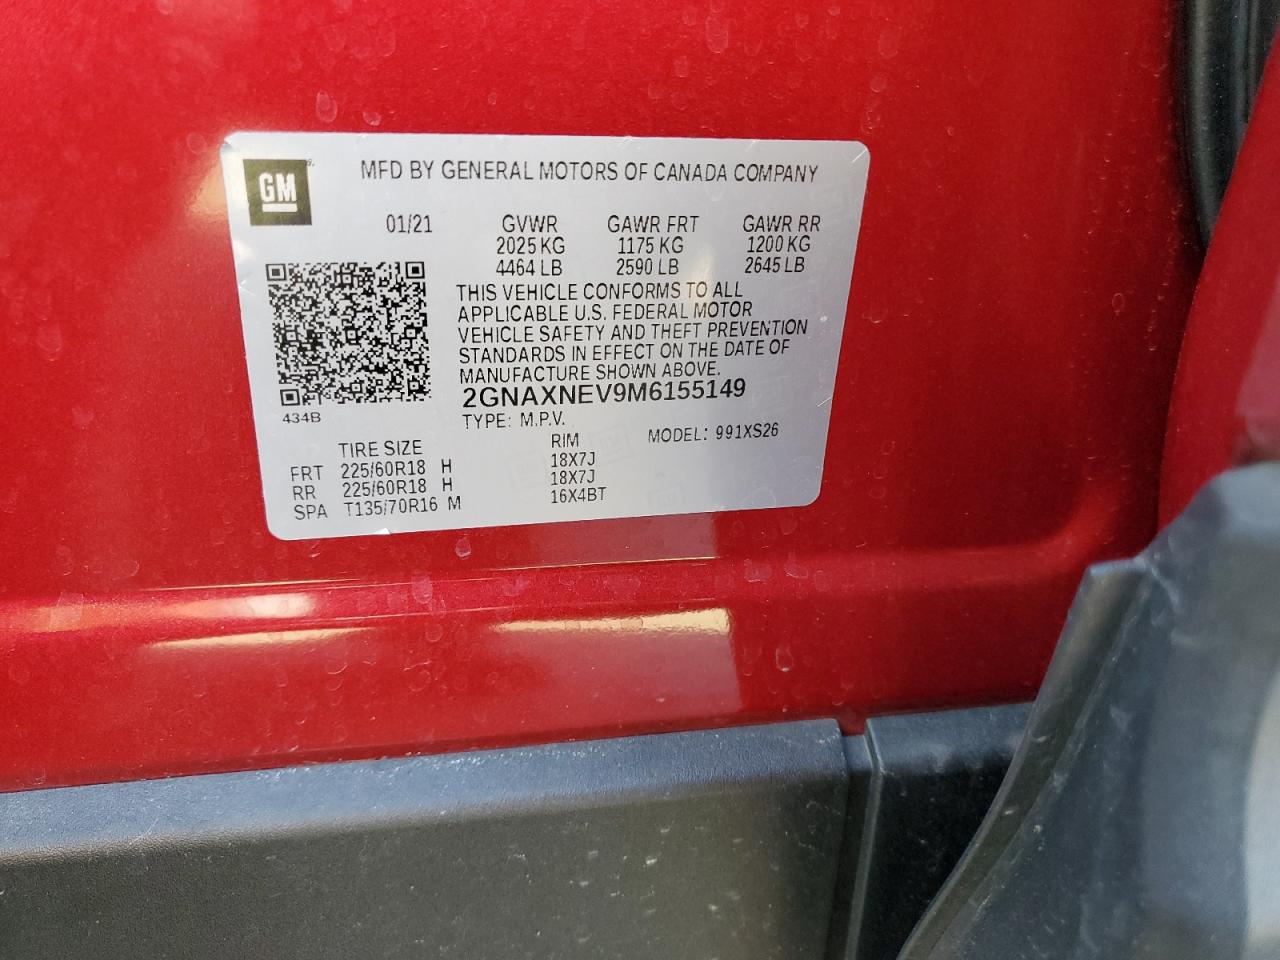 GM
MFD BY GENERAL MOTORS OF CANADA COMPANY
01/21 GVWR GAWR FRT GAWR RR
2025 KG 1175 KG 1200 KG
4464 LB 2590 LB 2645 LB
THIS VEHICLE CONFORMS TO ALL
APPLICABLE U.S. FEDERAL MOTOR
VEHICLE SAFETY AND THEFT PREVENTION
STANDARDS IN EFFECT ON THE DATE OF
MANUFACTURE SHOWN ABOVE.
2GNAXNEV9M6155149
434B
TYPE: M.P.V.
TIRE SIZE RIM MODEL: 991XS26
FRT 225/60R18 H 18X7J
RR 225/60R18 H 18X7J
SPA T135/70R16 M 16X4BT